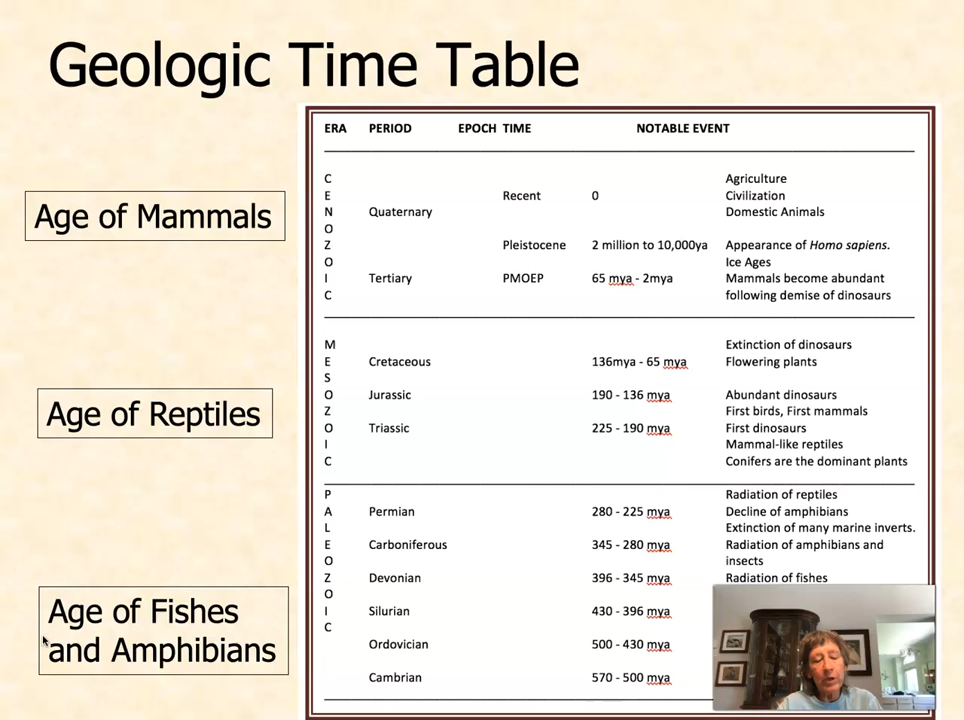 Geologic Time Table
Age of Mammals
Age of Reptiles
Age of Fishes
and Amphibians
ERA PERIOD EPOCH TIME NOTABLE EVENT
C Agriculture
E Recent 0 Civilization
N Quaternary Domestic Animals
O
Z Pleistocene 2 million to 10,000ya Appearance of Homo sapiens.
O Ice Ages
I Tertiary PMOEP 65 mya - 2mya Mammals become abundant
C following demise of dinosaurs
M Extinction of dinosaurs
E Cretaceous 136mya - 65 mya Flowering plants
S
O Jurassic 190 - 136 mya Abundant dinosaurs
Z First birds, First mammals
O Triassic 225 - 190 mya First dinosaurs
I Mammal-like reptiles
C Conifers are the dominant plants
P Radiation of reptiles
A Permian 280 - 225 mya Decline of amphibians
L Extinction of many marine inverts.
E Carboniferous 345 - 280 mya Radiation of amphibians and
O insects
Z Devonian 396 - 345 mya Radiation of fishes
O
I Silurian 430 - 396 mya
C
Ordovician 500 - 430 mya
Cambrian 570 - 500 mya